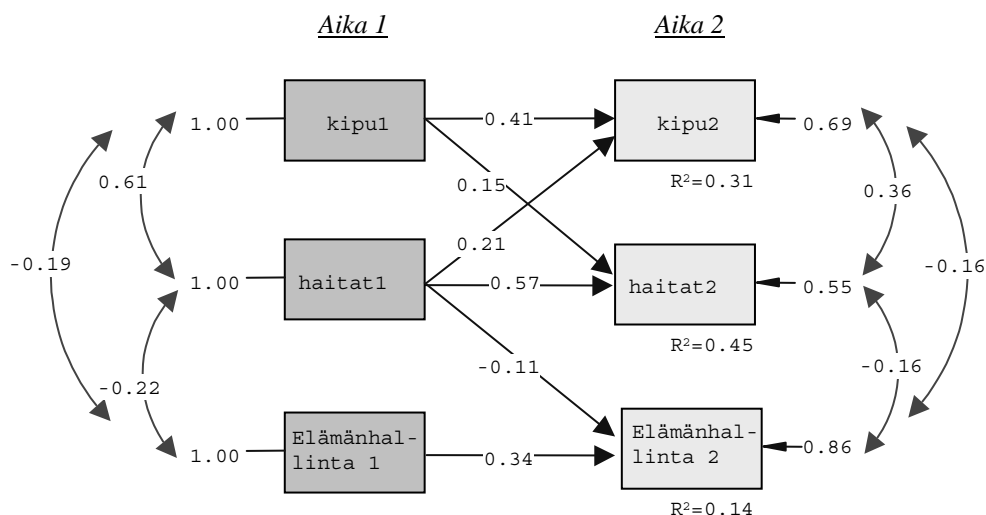 Aika 1
Aika 2
1.00
kipu1
0.41
kipu2
0.69
0.61
0.15
R²=0.31
0.36
-0.19
0.21
-0.16
1.00
haitat1
0.57
haitat2
0.55
R²=0.45
-0.22
-0.11
-0.16
1.00
Elämänhal-
linta 1
0.34
Elämänhal-
linta 2
0.86
R²=0.14